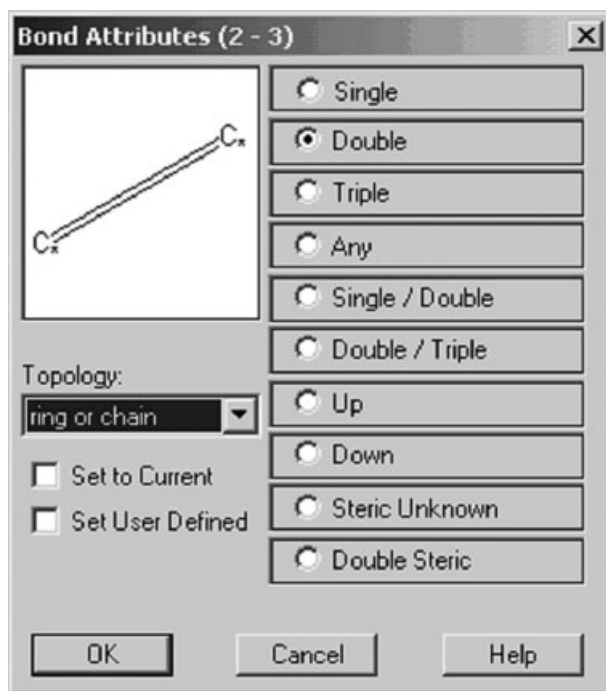 Bond Attributes (2 - 3)
C*
C*
Single
Double
Triple
Any
Single / Double
Double / Triple
Up
Down
Steric Unknown
Double Steric
Topology:
ring or chain
Set to Current
Set User Defined
OK
Cancel
Help